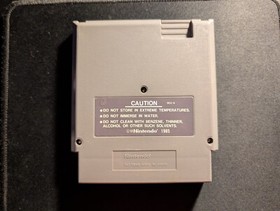 CAUTION
●DO NOT STORE IN EXTREME TEMPERATURES.
●DO NOT IMMERSE IN WATER.
●DO NOT CLEAN WITH BENZENE, THINNER,
ALCOHOL OR OTHER SUCH SOLVENTS.
©Nintendo 1985